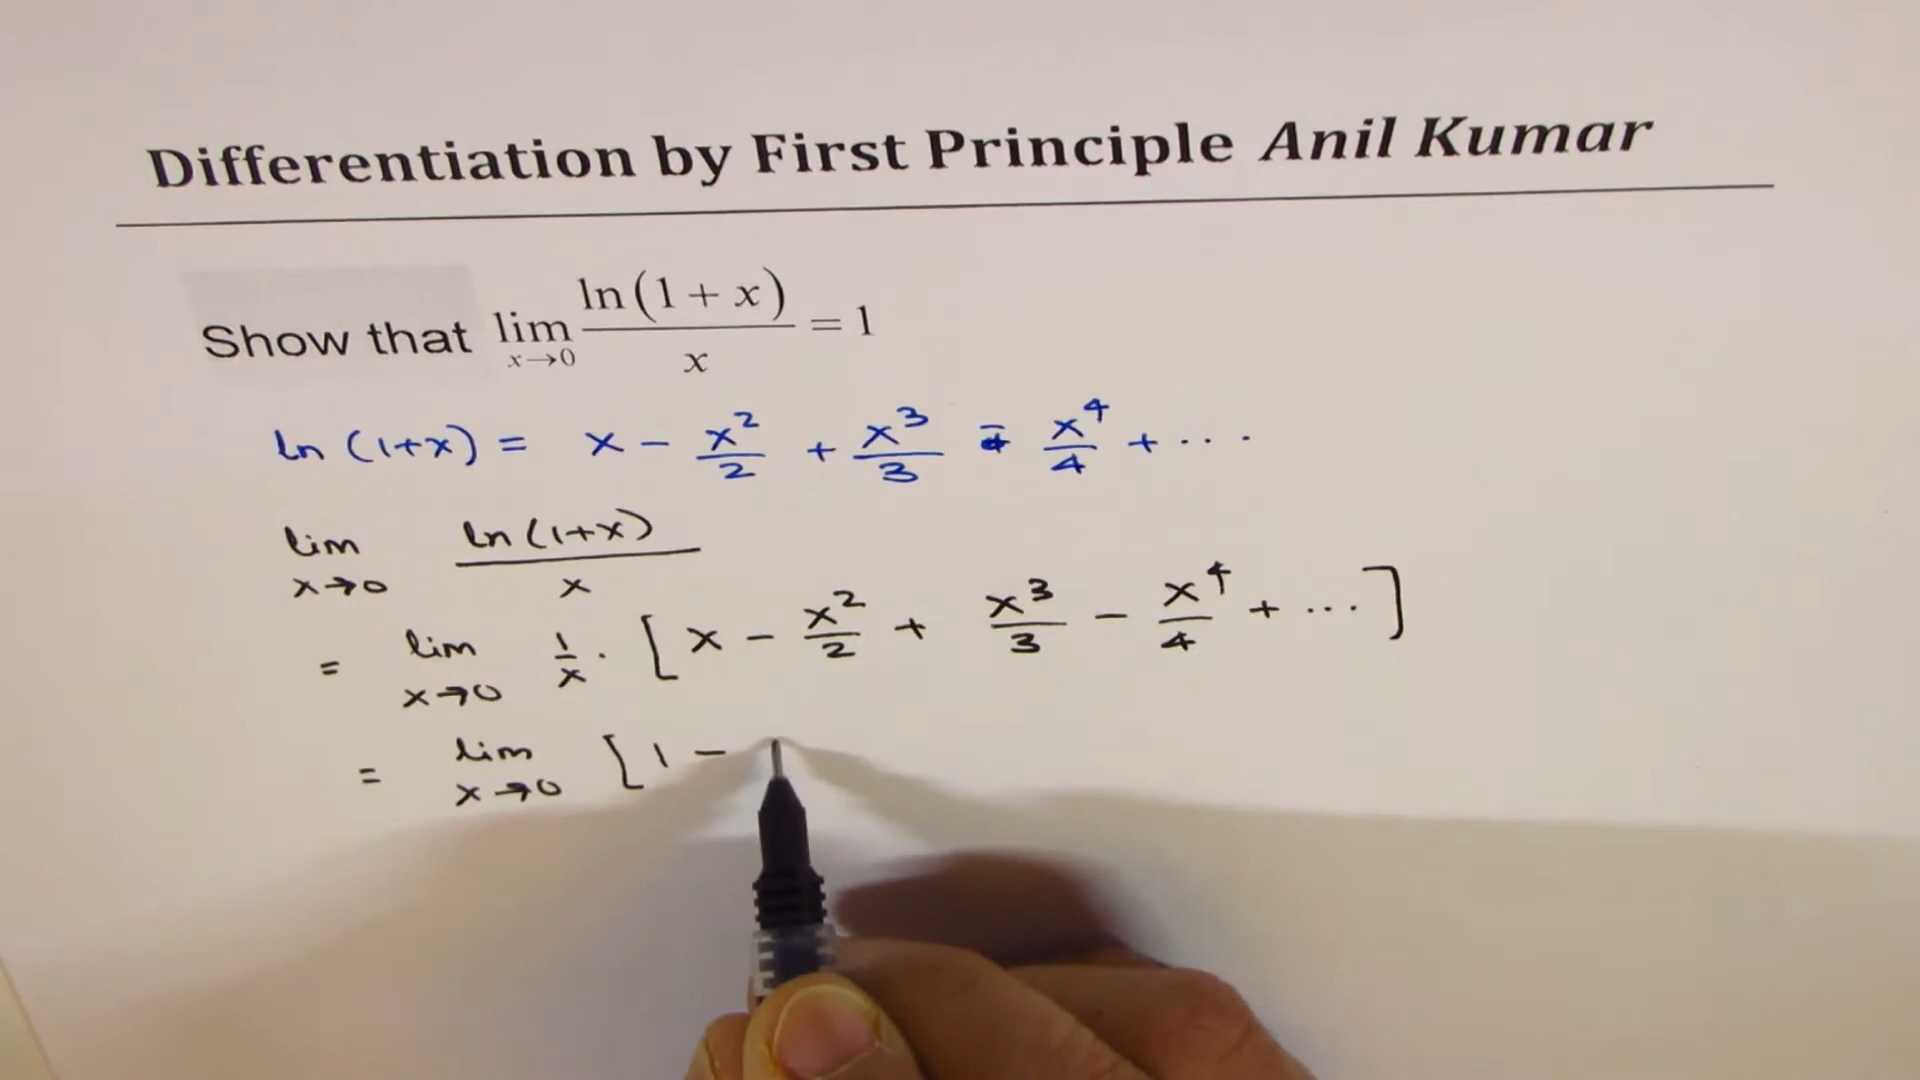 Differentiation by First Principle Anil Kumar
Show that lim x→0 ln(1 + x)/x = 1
ln (1+x) = x - x²/2 + x³/3 - x⁴/4 + ...
lim x→0 ln(1+x)/x
= lim x→0 1/x . [x - x²/2 + x³/3 - x⁴/4 + ...]
= lim x→0 [1 -